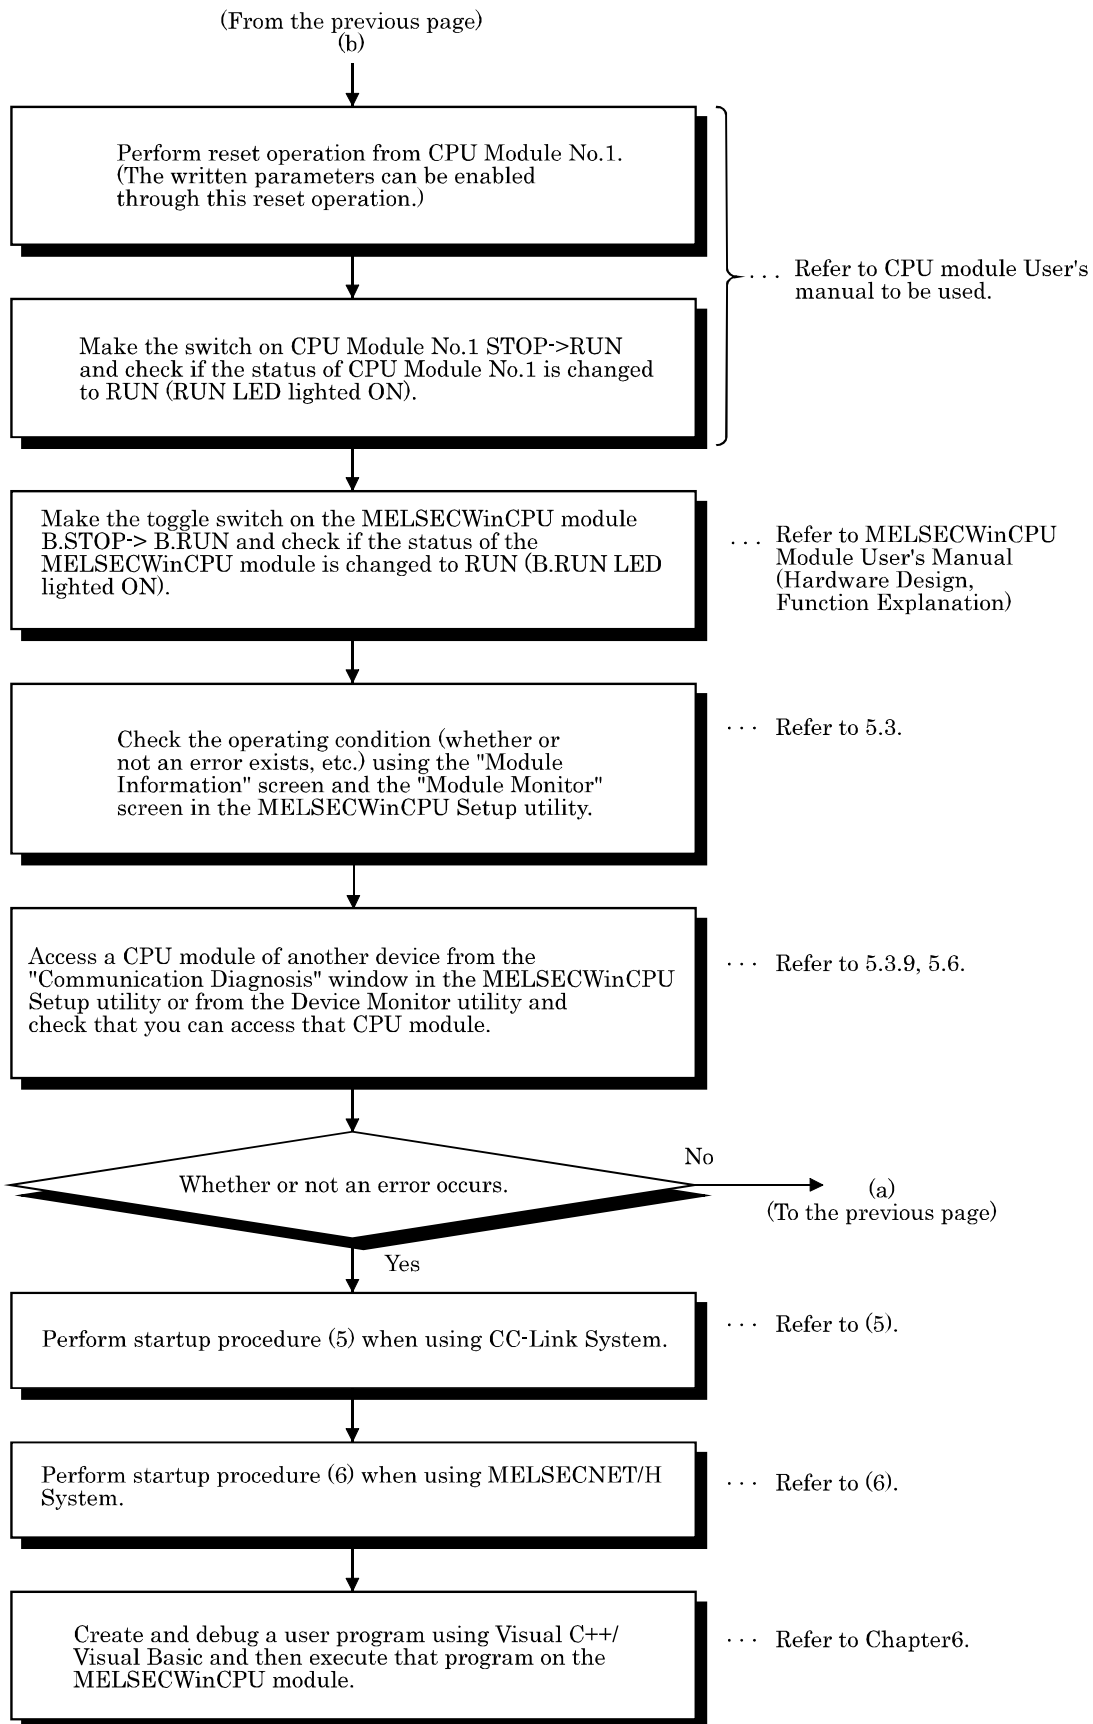 (From the previous page)
(b)
Perform reset operation from CPU Module No.1.
(The written parameters can be enabled
through this reset operation.)
Refer to CPU module User's
manual to be used.
Make the switch on CPU Module No.1 STOP->RUN
and check if the status of CPU Module No.1 is changed
to RUN (RUN LED lighted ON).
Make the toggle switch on the MELSECWinCPU module
B.STOP-> B.RUN and check if the status of the
MELSECWinCPU module is changed to RUN (B.RUN LED
lighted ON).
Refer to MELSECWinCPU
Module User's Manual
(Hardware Design,
Function Explanation)
Check the operating condition (whether or
not an error exists, etc.) using the "Module
Information" screen and the "Module Monitor"
screen in the MELSECWinCPU Setup utility.
Refer to 5.3.
Access a CPU module of another device from the
"Communication Diagnosis" window in the MELSECWinCPU
Setup utility or from the Device Monitor utility and
check that you can access that CPU module.
Refer to 5.3.9, 5.6.
Whether or not an error occurs.
No
(a)
(To the previous page)
Yes
Perform startup procedure (5) when using CC-Link System.
Refer to (5).
Perform startup procedure (6) when using MELSECNET/H
System.
Refer to (6).
Create and debug a user program using Visual C++/
Visual Basic and then execute that program on the
MELSECWinCPU module.
Refer to Chapter6.